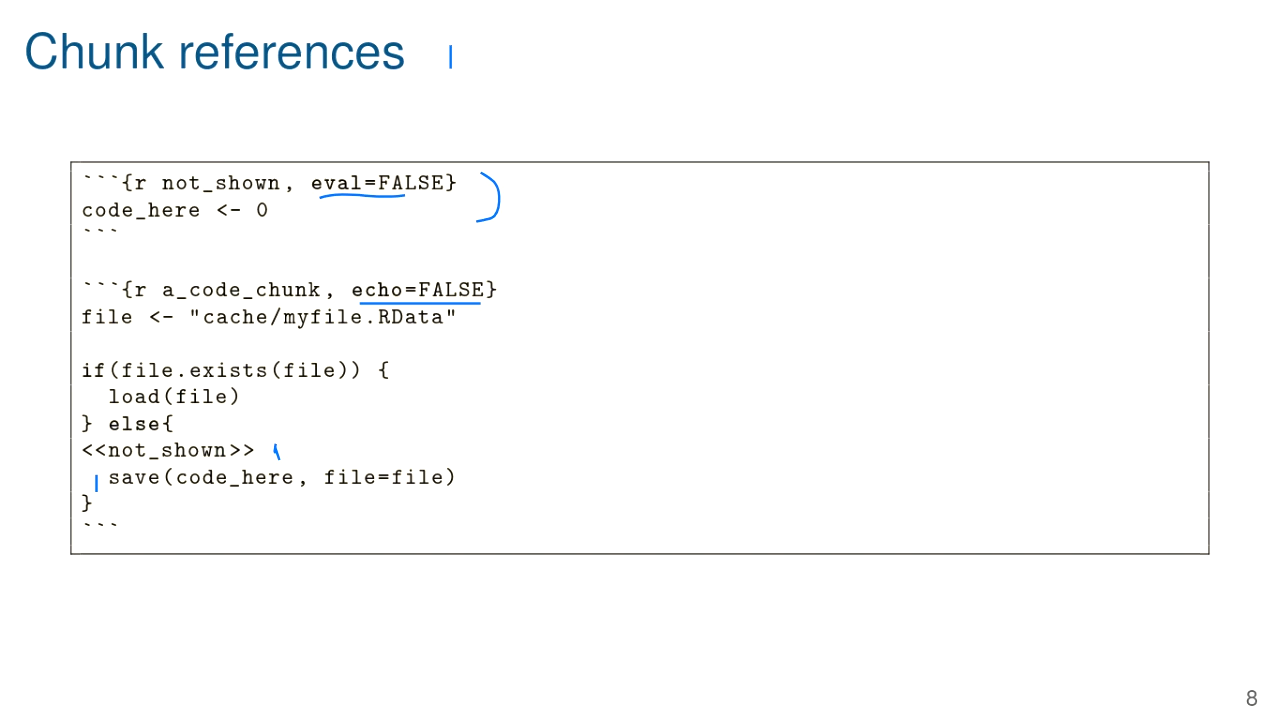 Chunk references
```{r not_shown, eval=FALSE}
code_here <- 0
```
```{r a_code_chunk, echo=FALSE}
file <- "cache/myfile.RData"
if(file.exists(file)) {
  load(file)
} else{
<<not_shown>>
  save(code_here, file=file)
}
```
8